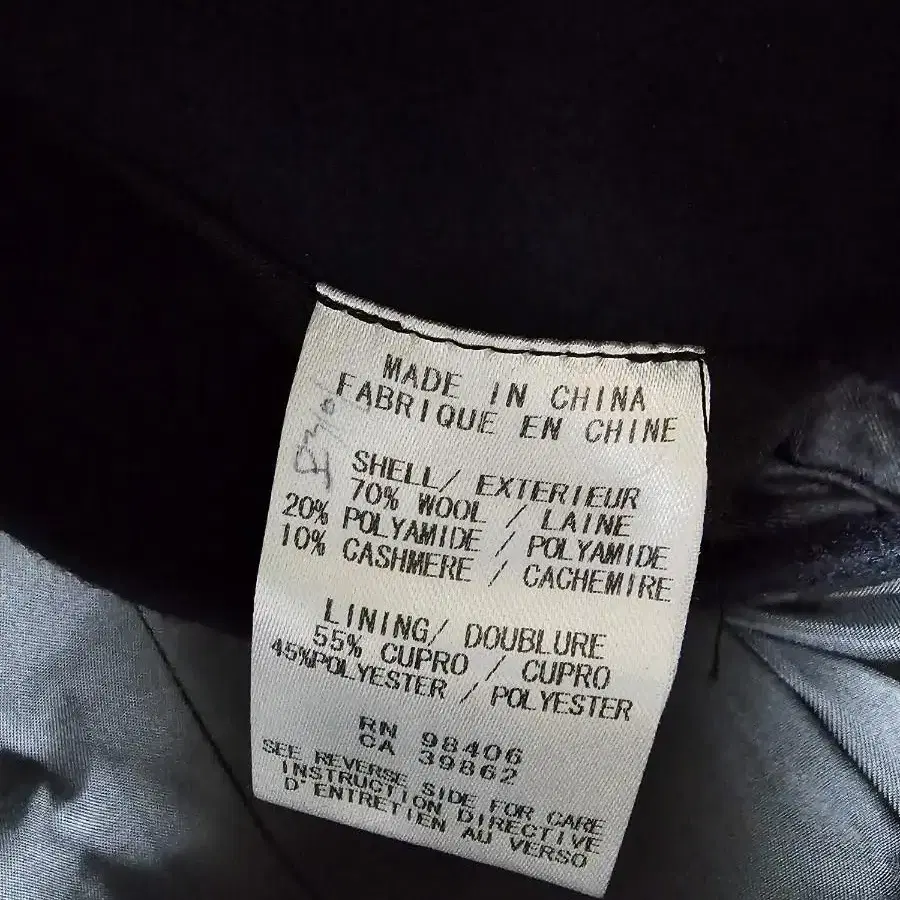 MADE IN CHINA
FABRIQUE EN CHINE
SHELL/ EXTERIEUR
70% WOOL / LAINE
20% POLYAMIDE / POLYAMIDE
10% CASHMERE / CACHEMIRE
LINING/ DOUBLURE
55% CUPRO / CUPRO
45%POLYESTER / POLYESTER
RN 98406
CA 39862
SEE REVERSE SIDE FOR CARE
INSTRUCTION DIRECTIVE
D'ENTRETIEN AU VERSO